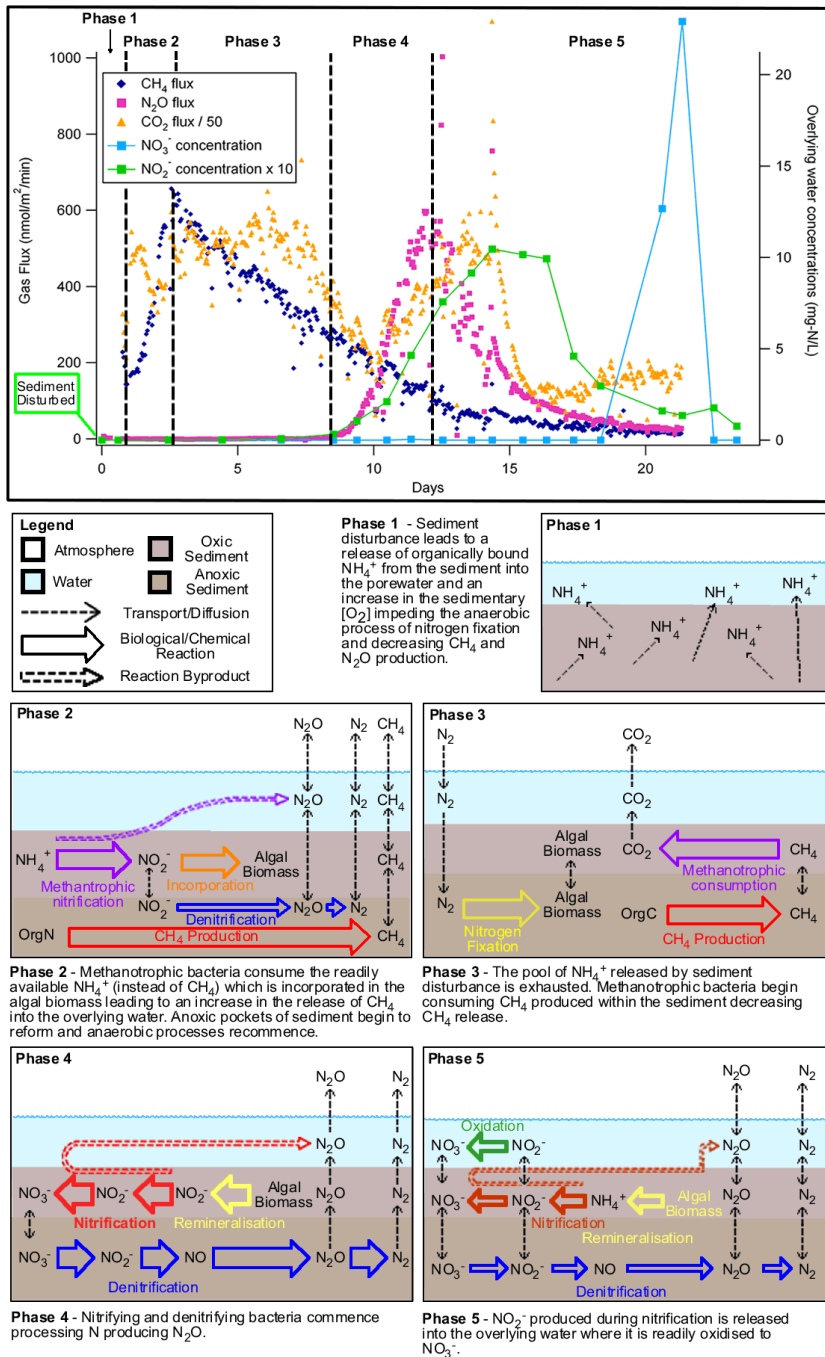 Phase 1
Phase 2
Phase 3
Phase 4
Phase 5
1000
800
600
400
200
0
Gas Flux (nmol/m²/min)
CH₄ flux
N₂O flux
CO₂ flux / 50
NO₃⁻ concentration
NO₂⁻ concentration x 10
20
15
10
5
0
Overlying water concentrations (mg-N/L)
Sediment
Disturbed
0
5
10
15
20
Days
Legend
Atmosphere
Oxic
Sediment
Water
Anoxic
Sediment
Transport/Diffusion
Biological/Chemical
Reaction
Reaction Byproduct
Phase 1 - Sediment
disturbance leads to a
release of organically bound
NH₄⁺ from the sediment into
the porewater and an
increase in the sedimentary
[O₂] impeding the anaerobic
process of nitrogen fixation
and decreasing CH₄ and
N₂O production.
Phase 1
NH₄⁺
NH₄⁺
NH₄⁺
NH₄⁺
NH₄⁺
NH₄⁺
Phase 2
N₂O N₂ CH₄
N₂O N₂ CH₄
NH₄⁺ NO₂⁻ Algal
Biomass
CH₄
Methantrophic
nitrification
Incorporation
NO₂⁻ Denitrification N₂O N₂
OrgN CH₄ Production CH₄
Phase 2 - Methanotrophic bacteria consume the readily
available NH₄⁺ (instead of CH₄) which is incorporated in the
algal biomass leading to an increase in the release of CH₄
into the overlying water. Anoxic pockets of sediment begin to
reform and anaerobic processes recommence.
Phase 3
N₂ CO₂
N₂ CO₂
Algal
Biomass
CO₂ CH₄
Methanotrophic
consumption
N₂ Algal
Biomass
OrgC CH₄
Nitrogen
Fixation
CH₄ Production
Phase 3 - The pool of NH₄⁺ released by sediment
disturbance is exhausted. Methanotrophic bacteria begin
consuming CH₄ produced within the sediment decreasing
CH₄ release.
Phase 4
N₂O N₂
N₂O N₂
NO₃⁻ NO₂⁻ NO₂⁻ Algal
Biomass
N₂O N₂
Nitrification Remineralisation
NO₃⁻ NO₂⁻ NO N₂O N₂
Denitrification
Phase 4 - Nitrifying and denitrifying bacteria commence
processing N producing N₂O.
Phase 5
N₂O N₂
Oxidation
NO₃⁻ NO₂⁻ N₂O N₂
NO₃⁻ NO₂⁻ NH₄⁺ Algal
Biomass
N₂O N₂
Nitrification Remineralisation
NO₃⁻ NO₂⁻ NO N₂O N₂
Denitrification
Phase 5 - NO₂⁻ produced during nitrification is released
into the overlying water where it is readily oxidised to
NO₃⁻.